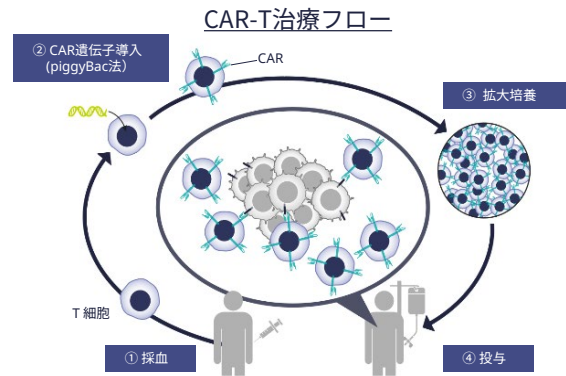 CAR-T治療フロー
② CAR遺伝子導入
(piggyBac法)
CAR
③ 拡大培養
T 細胞
① 採血
④ 投与